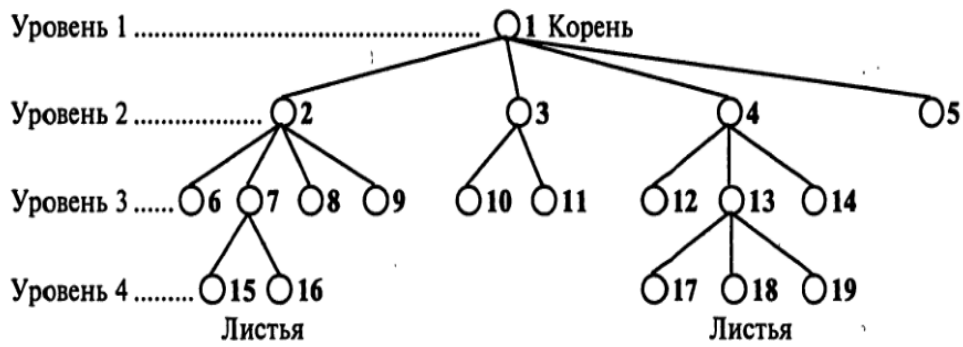 Уровень 1 ................................................ 1 Корень
Уровень 2 .................. 2 3 4 5
Уровень 3 ...... 6 7 8 9 10 11 12 13 14
Уровень 4 ......... 15 16 17 18 19
Листья Листья